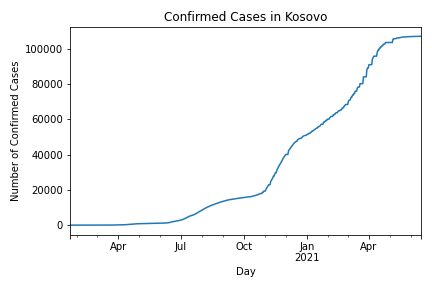 Confirmed Cases in Kosovo
Number of Confirmed Cases
100000
80000
60000
40000
20000
0
Apr
Jul
Oct
Jan
2021
Apr
Day